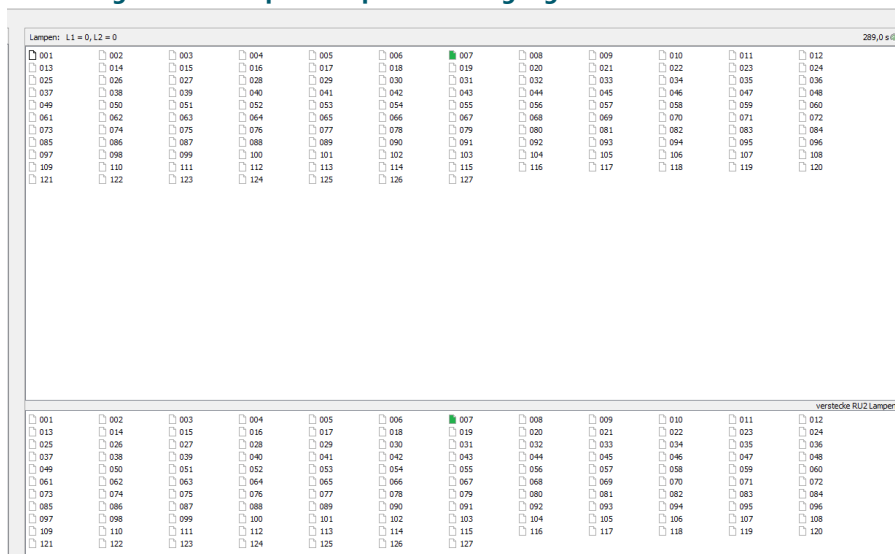 Lampen: L1 = 0, L2 = 0 289,0 s
001 002 003 004 005 006 007 008 009 010 011 012
013 014 015 016 017 018 019 020 021 022 023 024
025 026 027 028 029 030 031 032 033 034 035 036
037 038 039 040 041 042 043 044 045 046 047 048
049 050 051 052 053 054 055 056 057 058 059 060
061 062 063 064 065 066 067 068 069 070 071 072
073 074 075 076 077 078 079 080 081 082 083 084
085 086 087 088 089 090 091 092 093 094 095 096
097 098 099 100 101 102 103 104 105 106 107 108
109 110 111 112 113 114 115 116 117 118 119 120
121 122 123 124 125 126 127
verstecke RU2 Lampen
001 002 003 004 005 006 007 008 009 010 011 012
013 014 015 016 017 018 019 020 021 022 023 024
025 026 027 028 029 030 031 032 033 034 035 036
037 038 039 040 041 042 043 044 045 046 047 048
049 050 051 052 053 054 055 056 057 058 059 060
061 062 063 064 065 066 067 068 069 070 071 072
073 074 075 076 077 078 079 080 081 082 083 084
085 086 087 088 089 090 091 092 093 094 095 096
097 098 099 100 101 102 103 104 105 106 107 108
109 110 111 112 113 114 115 116 117 118 119 120
121 122 123 124 125 126 127